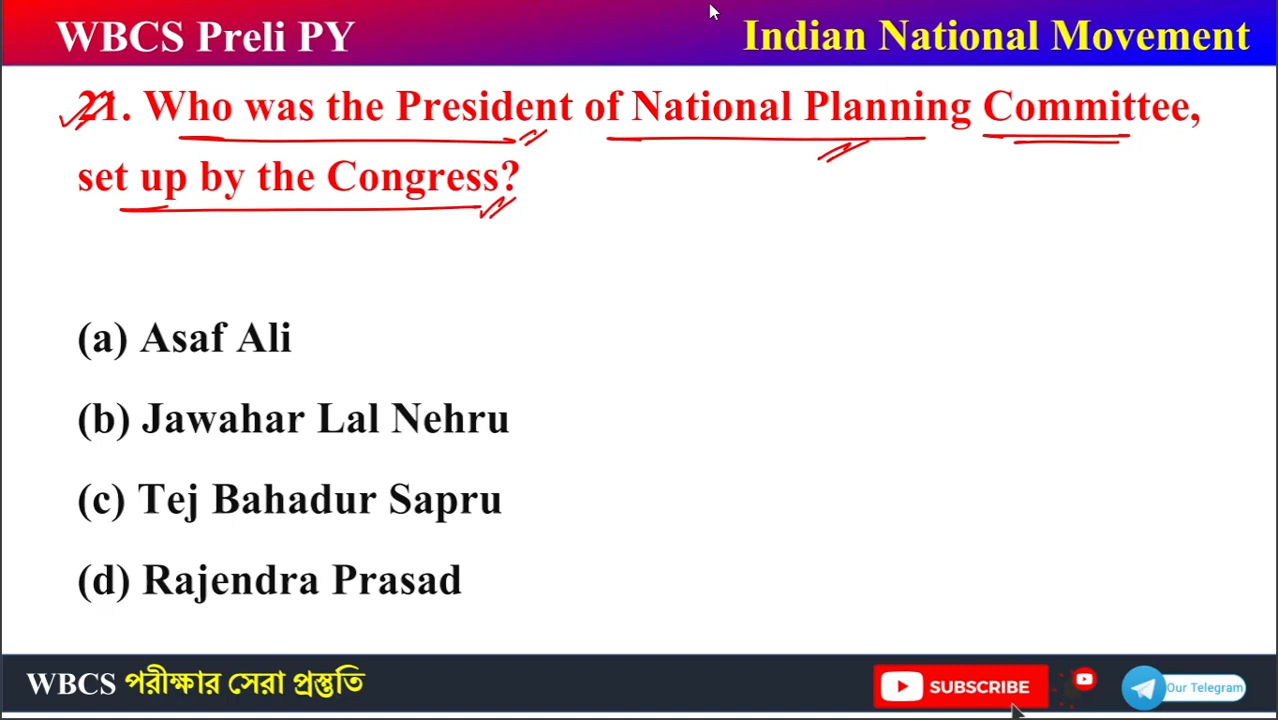 WBCS Preli PY
Indian National Movement
21. Who was the President of National Planning Committee,
set up by the Congress?
(a) Asaf Ali
(b) Jawahar Lal Nehru
(c) Tej Bahadur Sapru
(d) Rajendra Prasad
WBCS পরীক্ষার সেরা প্রস্তুতি
SUBSCRIBE
Our Telegram